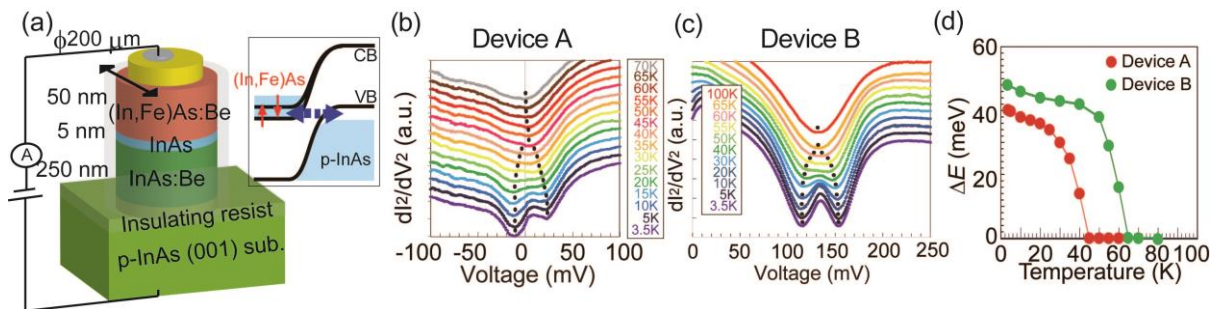 (a)
ϕ200 μm
50 nm
(In,Fe)As:Be
5 nm
InAs
A
250 nm
InAs:Be
Insulating resist
p-InAs (001) sub.
CB
(In,Fe)As
VB
p-InAs
(b)
Device A
dI²/dV² (a.u.)
70K
65K
60K
55K
50K
45K
40K
35K
30K
25K
20K
15K
10K
5K
3.5K
-100 -50 0 50 100
Voltage (mV)
(c)
Device B
dI²/dV² (a.u.)
100K
65K
60K
55K
50K
40K
30K
20K
10K
5K
3.5K
0 50 100 150 200 250
Voltage (mV)
(d)
ΔE (meV)
60
40
20
0
Device A
Device B
0 20 40 60 80 100
Temperature (K)